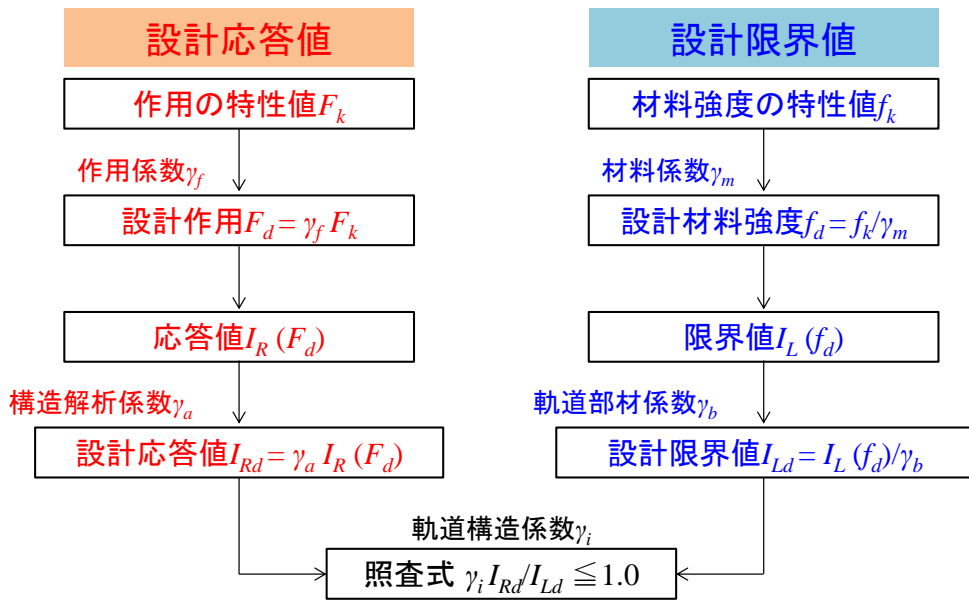 設計応答値
作用の特性値F_k
作用係数γ_f
設計作用F_d = γ_f F_k
応答値I_R (F_d)
構造解析係数γ_a
設計応答値I_Rd = γ_a I_R (F_d)
設計限界値
材料強度の特性値f_k
材料係数γ_m
設計材料強度f_d = f_k/γ_m
限界値I_L (f_d)
軌道部材係数γ_b
設計限界値I_Ld = I_L (f_d)/γ_b
軌道構造係数γ_i
照査式 γ_i I_Rd/I_Ld ≦1.0